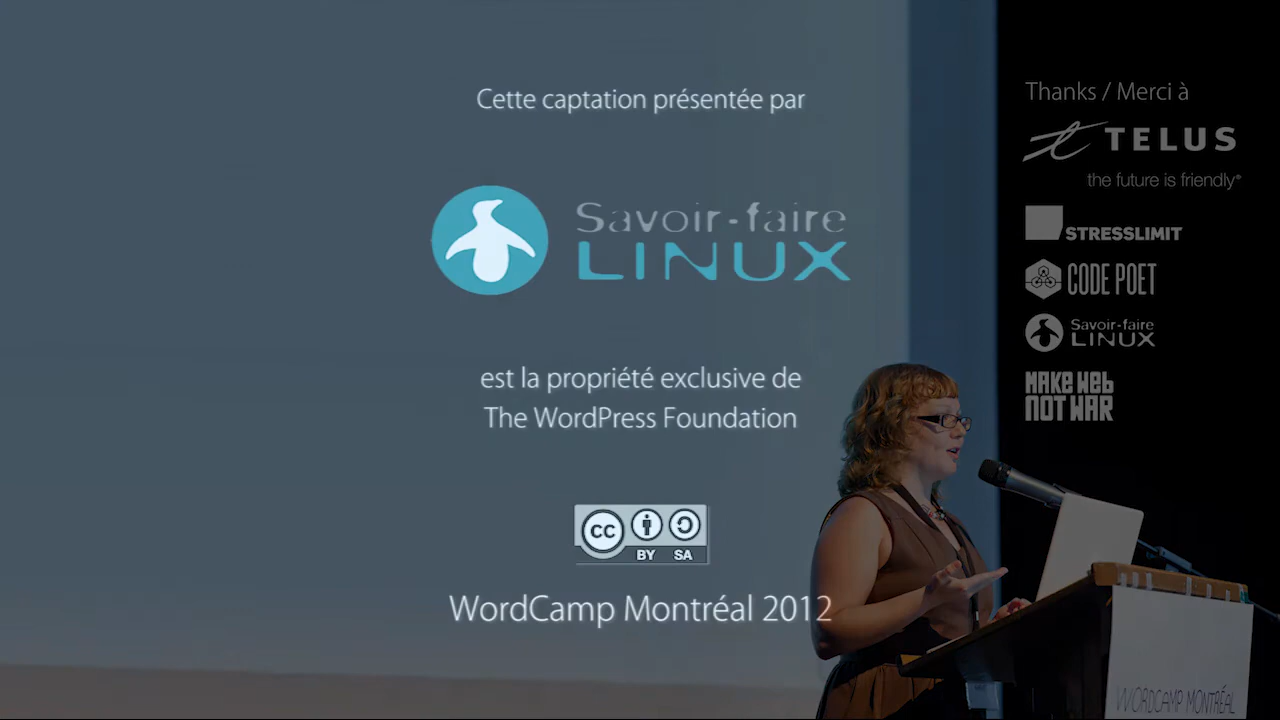 Cette captation présentée par
Savoir-faire
LINUX
est la propriété exclusive de
The WordPress Foundation
cc
BY SA
WordCamp Montréal 2012
Thanks / Merci à
TELUS
the future is friendly®
STRESSLIMIT
CODE POET
Savoir-faire
LINUX
MAKE WEB
NOT WAR
WORDCAMP MONTRÉAL